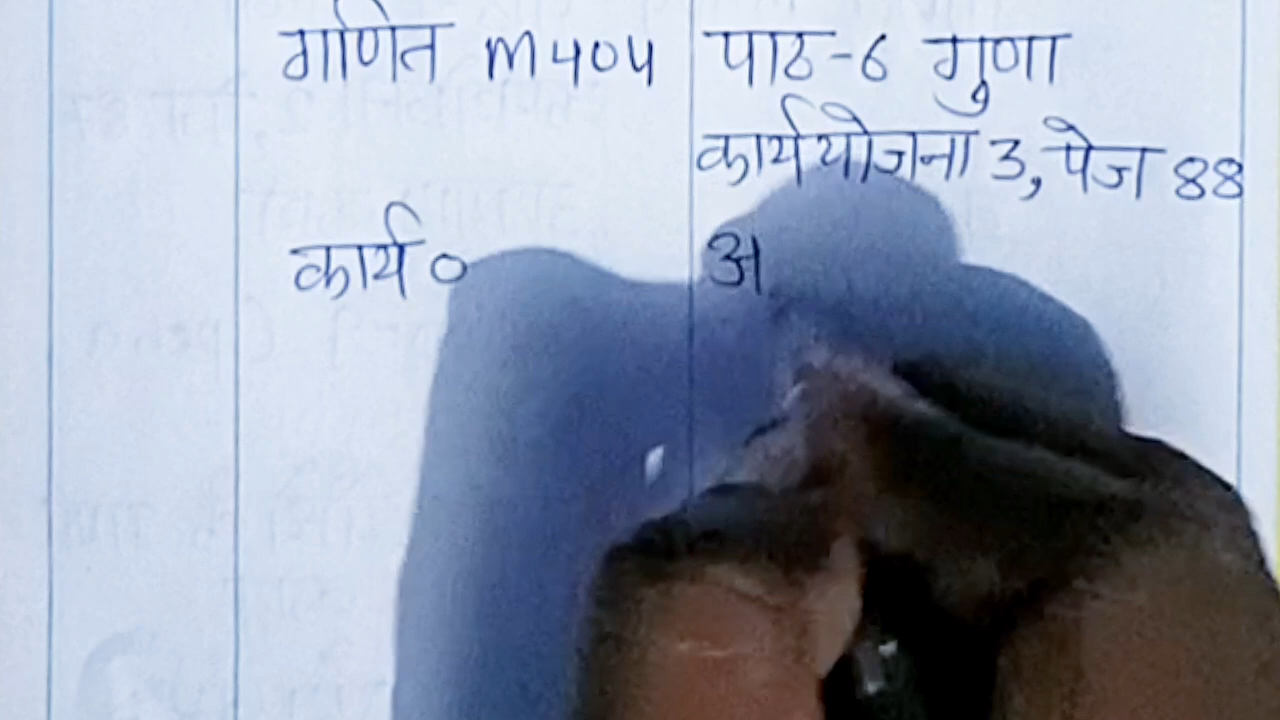 गणित M404 पाठ-6 गुणा
कार्ययोजना 3, पेज 88
कार्य० अ